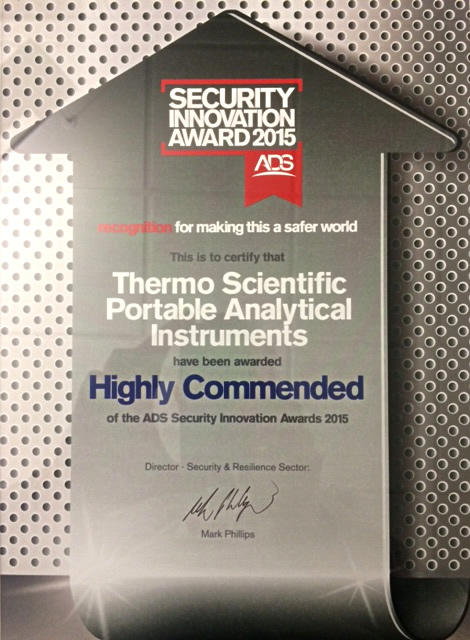 SECURITY
INNOVATION
AWARD 2015
ADS
recognition for making this a safer world
This is to certify that
Thermo Scientific
Portable Analytical
Instruments
have been awarded
Highly Commended
of the ADS Security Innovation Awards 2015
Director - Security & Resilience Sector:
Mark Phillips